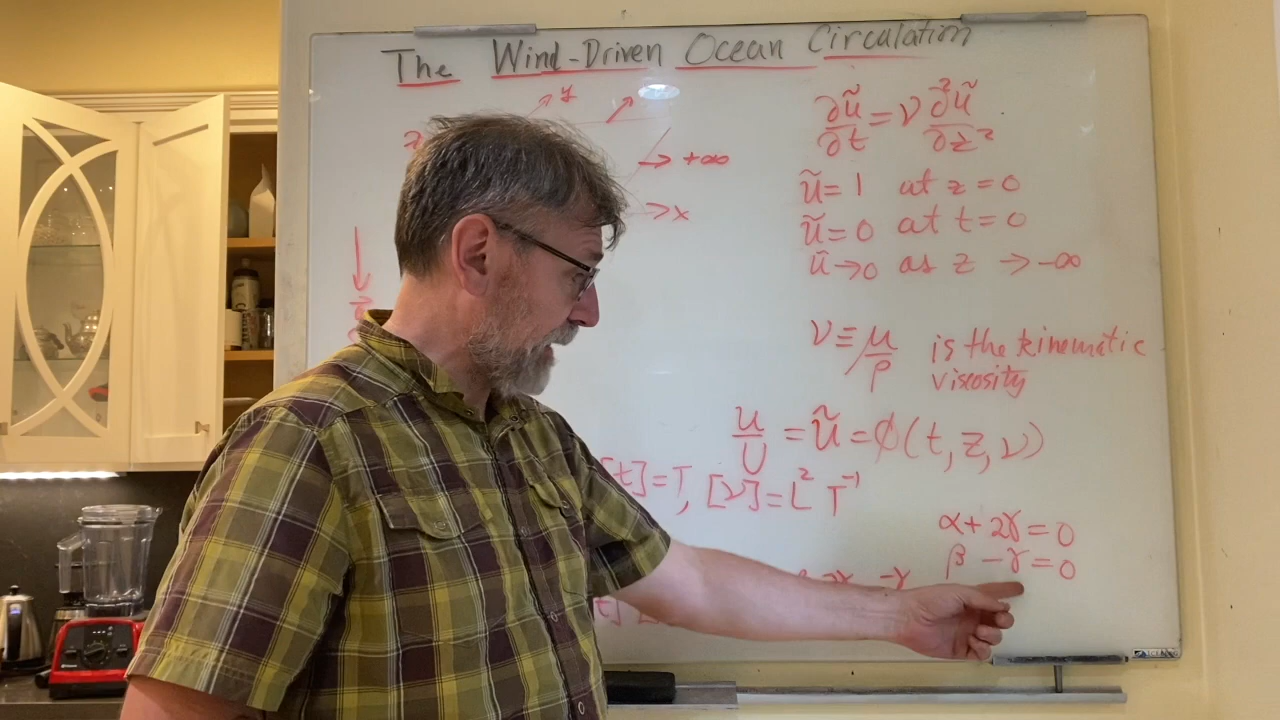 The Wind-Driven Ocean Circulation
y
→ +∞
→x
∂ũ/∂t = ν ∂²ũ/∂z²
ũ = 1 at z = 0
ũ = 0 at t = 0
ũ → 0 as z → -∞
ν ≡ μ/ρ is the kinematic
viscosity
u/U = ũ = φ(t, z, ν)
[t] = T, [ν] = L² T⁻¹
α + 2γ = 0
β - γ = 0